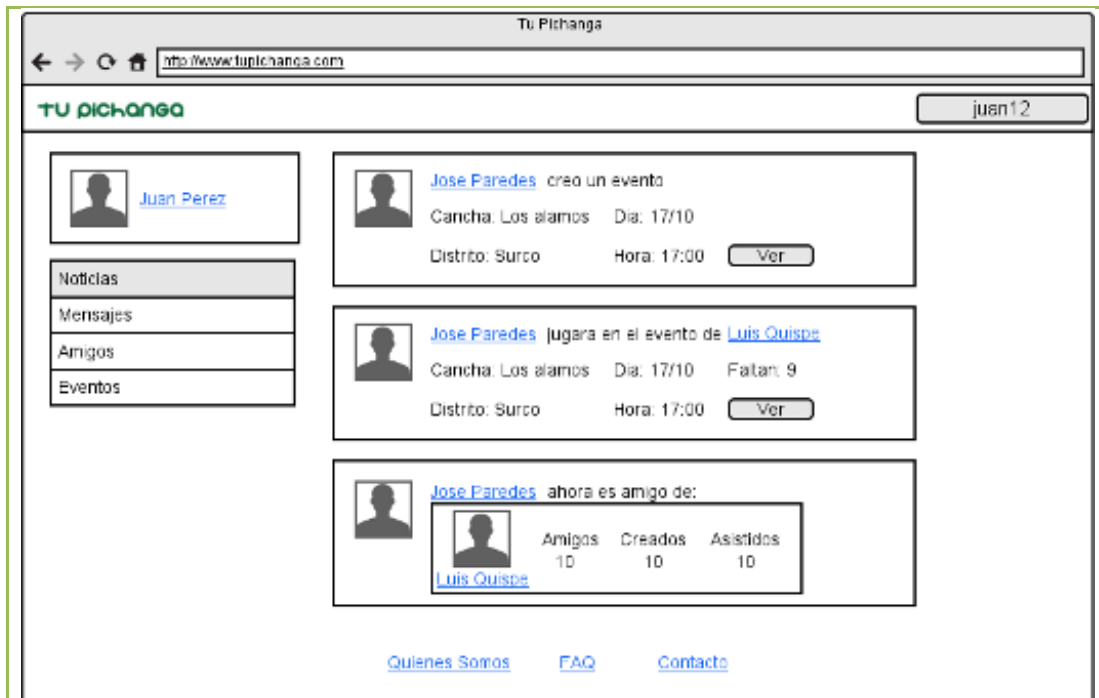 Tu Pichanga
http://www.tupichanga.com
TU PICHANGA
juan12
Juan Perez
Noticias
Mensajes
Amigos
Eventos
Jose Paredes creo un evento
Cancha: Los alamos Dia: 17/10
Distrito: Surco Hora: 17:00 Ver
Jose Paredes jugara en el evento de Luis Quispe
Cancha: Los alamos Dia: 17/10 Faltan: 9
Distrito: Surco Hora: 17:00 Ver
Jose Paredes ahora es amigo de:
Amigos Creados Asistidos
10 10 10
Luis Quispe
Quienes Somos FAQ Contacto